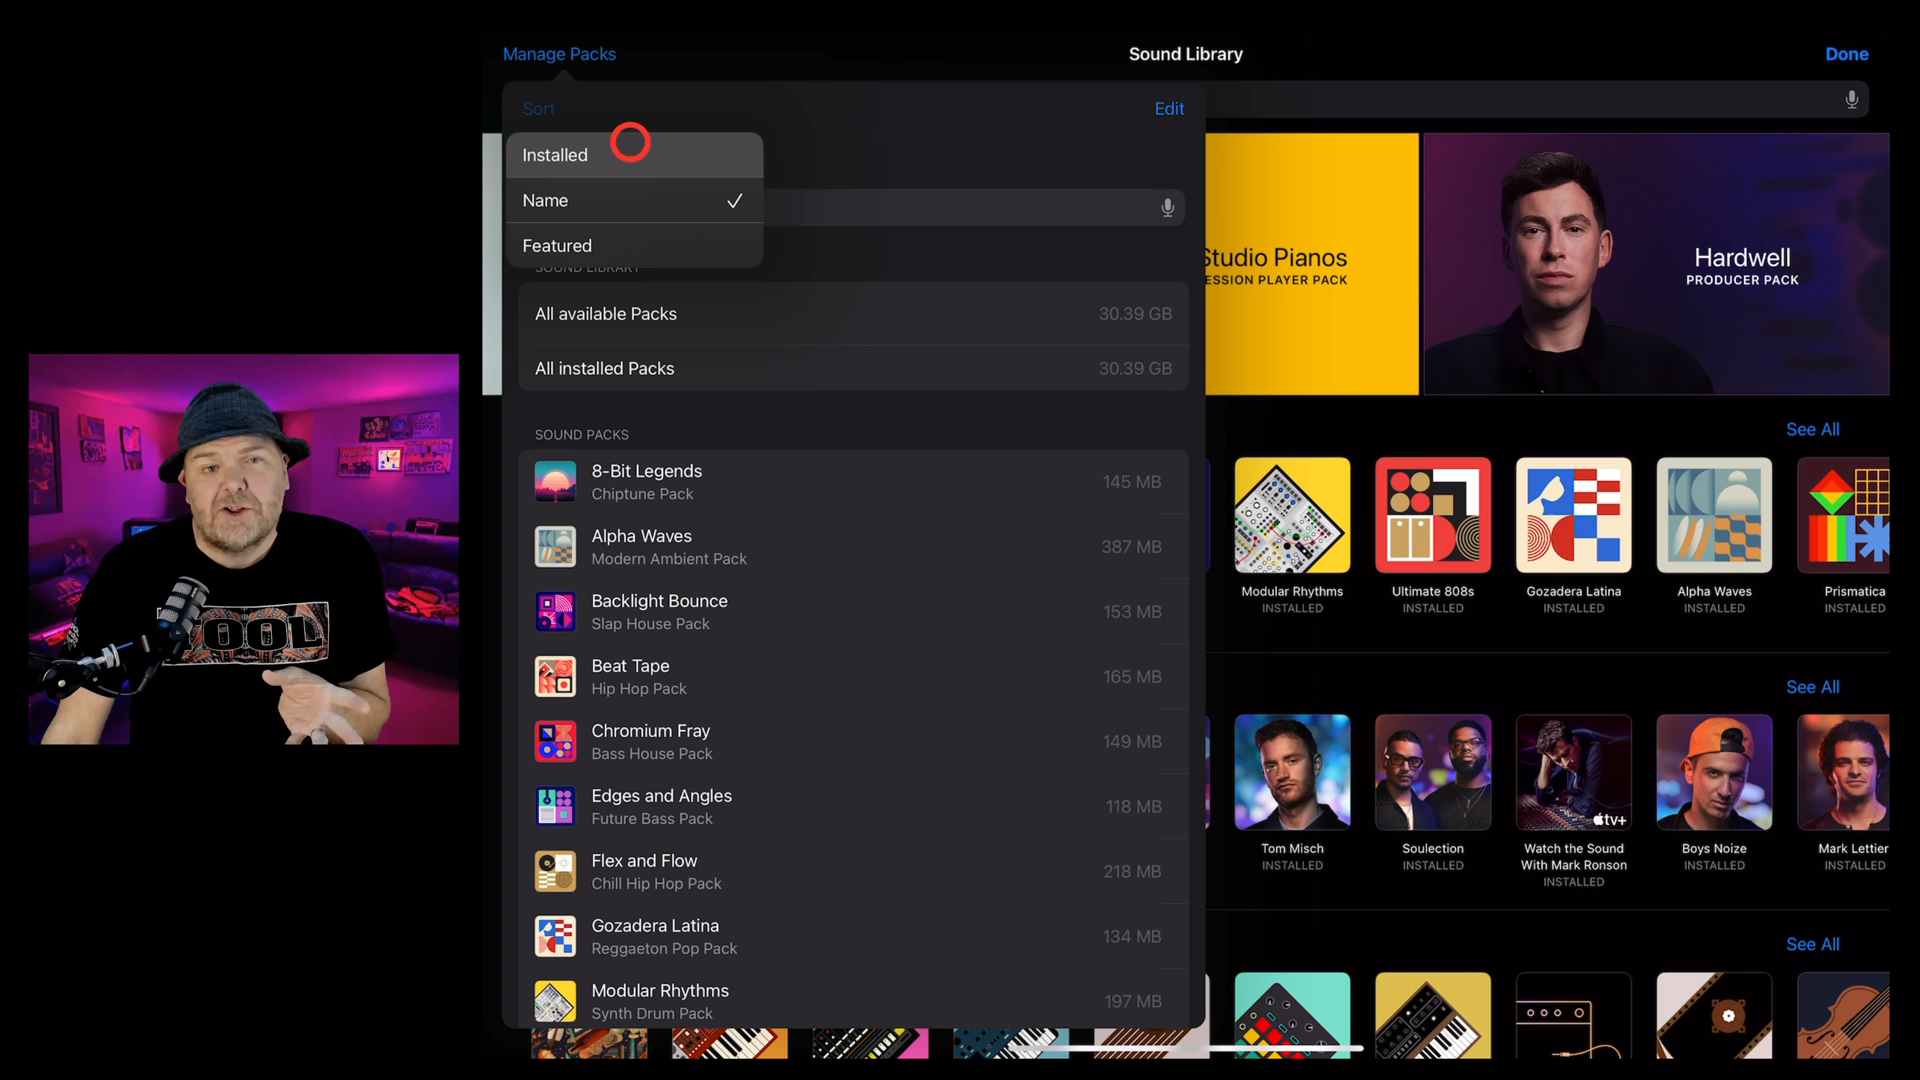 Manage Packs
Sound Library
Done
Sort
Edit
Installed
Name
Featured
SOUND LIBRARY
All available Packs
30.39 GB
All installed Packs
30.39 GB
SOUND PACKS
8-Bit Legends
Chiptune Pack
145 MB
Alpha Waves
Modern Ambient Pack
387 MB
Backlight Bounce
Slap House Pack
153 MB
Beat Tape
Hip Hop Pack
165 MB
Chromium Fray
Bass House Pack
149 MB
Edges and Angles
Future Bass Pack
118 MB
Flex and Flow
Chill Hip Hop Pack
218 MB
Gozadera Latina
Reggaeton Pop Pack
134 MB
Modular Rhythms
Synth Drum Pack
197 MB
Studio Pianos
ESSION PLAYER PACK
Hardwell
PRODUCER PACK
See All
Modular Rhythms
INSTALLED
Ultimate 808s
INSTALLED
Gozadera Latina
INSTALLED
Alpha Waves
INSTALLED
Prismatica
INSTALLED
See All
tv+
Tom Misch
INSTALLED
Soulection
INSTALLED
Watch the Sound
With Mark Ronson
INSTALLED
Boys Noize
INSTALLED
Mark Lettier
INSTALLED
See All
TOOL